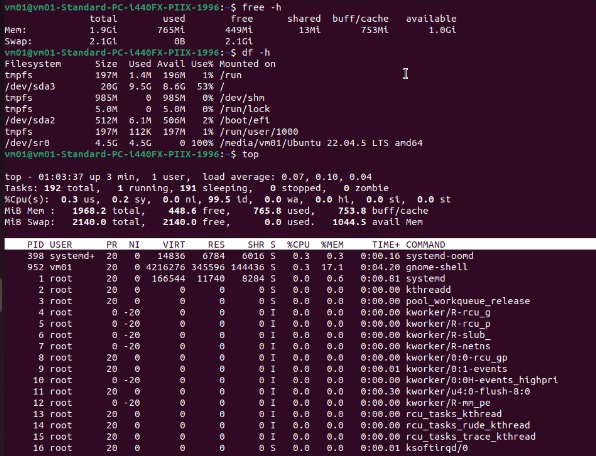 vm01@vm01-Standard-PC-i440FX-PIIX-1996:~$ free -h
total used free shared buff/cache available
Mem: 1.9Gi 765Mi 449Mi 13Mi 753Mi 1.0Gi
Swap: 2.1Gi 0B 2.1Gi
vm01@vm01-Standard-PC-i440FX-PIIX-1996:~$ df -h
Filesystem Size Used Avail Use% Mounted on
tmpfs 197M 1.4M 196M 1% /run
/dev/sda3 20G 9.5G 8.6G 53% /
tmpfs 985M 0 985M 0% /dev/shm
tmpfs 5.0M 0 5.0M 0% /run/lock
/dev/sda2 512M 6.1M 506M 2% /boot/efi
tmpfs 197M 112K 197M 1% /run/user/1000
/dev/sr0 4.5G 4.5G 0 100% /media/vm01/Ubuntu 22.04.5 LTS amd64
vm01@vm01-Standard-PC-i440FX-PIIX-1996:~$ top
top - 01:03:37 up 3 min, 1 user, load average: 0.07, 0.10, 0.04
Tasks: 192 total, 1 running, 191 sleeping, 0 stopped, 0 zombie
%Cpu(s): 0.3 us, 0.2 sy, 0.0 ni, 99.5 id, 0.0 wa, 0.0 hi, 0.0 si, 0.0 st
MiB Mem : 1968.2 total, 448.6 free, 765.8 used, 753.8 buff/cache
MiB Swap: 2140.0 total, 2140.0 free, 0.0 used. 1044.5 avail Mem
PID USER PR NI VIRT RES SHR S %CPU %MEM TIME+ COMMAND
398 systemd+ 20 0 14836 6784 6016 S 0.3 0.3 0:00.16 systemd-oomd
952 vm01 20 0 4216276 345596 144436 S 0.3 17.1 0:04.20 gnome-shell
1 root 20 0 166544 11740 8284 S 0.0 0.6 0:00.81 systemd
2 root 20 0 0 0 0 S 0.0 0.0 0:00.00 kthreadd
3 root 20 0 0 0 0 S 0.0 0.0 0:00.00 pool_workqueue_release
4 root 0 -20 0 0 0 I 0.0 0.0 0:00.00 kworker/R-rcu_g
5 root 0 -20 0 0 0 I 0.0 0.0 0:00.00 kworker/R-rcu_p
6 root 0 -20 0 0 0 I 0.0 0.0 0:00.00 kworker/R-slub_
7 root 0 -20 0 0 0 I 0.0 0.0 0:00.00 kworker/R-netns
8 root 20 0 0 0 0 I 0.0 0.0 0:00.00 kworker/0:0-rcu_gp
9 root 20 0 0 0 0 I 0.0 0.0 0:00.01 kworker/0:1-events
10 root 0 -20 0 0 0 I 0.0 0.0 0:00.00 kworker/0:0H-events_highpri
11 root 20 0 0 0 0 I 0.0 0.0 0:00.30 kworker/u4:0-flush-8:0
12 root 0 -20 0 0 0 I 0.0 0.0 0:00.00 kworker/R-mm_pe
13 root 20 0 0 0 0 I 0.0 0.0 0:00.00 rcu_tasks_kthread
14 root 20 0 0 0 0 I 0.0 0.0 0:00.00 rcu_tasks_rude_kthread
15 root 20 0 0 0 0 I 0.0 0.0 0:00.00 rcu_tasks_trace_kthread
16 root 20 0 0 0 0 S 0.0 0.0 0:00.01 ksoftirqd/0